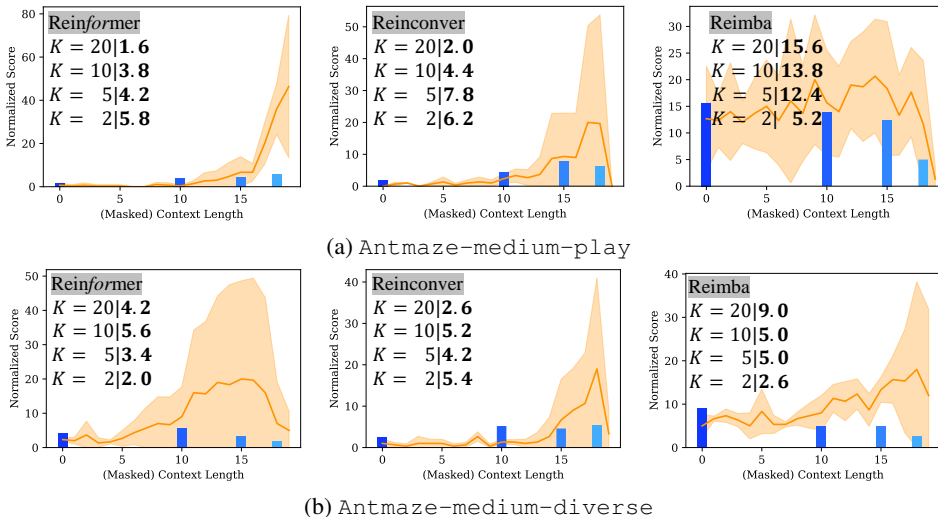 Reinformer
K = 20|1.6
K = 10|3.8
K = 5|4.2
K = 2|5.8
Normalized Score
80
60
40
20
0
0 5 10 15
(Masked) Context Length
Reinconver
K = 20|2.0
K = 10|4.4
K = 5|7.8
K = 2|6.2
Normalized Score
50
40
30
20
10
0
0 5 10 15
(Masked) Context Length
Reimba
K = 20|15.6
K = 10|13.8
K = 5|12.4
K = 2|5.2
Normalized Score
35
30
25
20
15
10
5
0
0 5 10 15
(Masked) Context Length
(a) Antmaze-medium-play
Reinformer
K = 20|4.2
K = 10|5.6
K = 5|3.4
K = 2|2.0
Normalized Score
50
40
30
20
10
0
0 5 10 15
(Masked) Context Length
Reinconver
K = 20|2.6
K = 10|5.2
K = 5|4.2
K = 2|5.4
Normalized Score
40
30
20
10
0
0 5 10 15
(Masked) Context Length
Reimba
K = 20|9.0
K = 10|5.0
K = 5|5.0
K = 2|2.6
Normalized Score
40
30
20
10
0
0 5 10 15
(Masked) Context Length
(b) Antmaze-medium-diverse